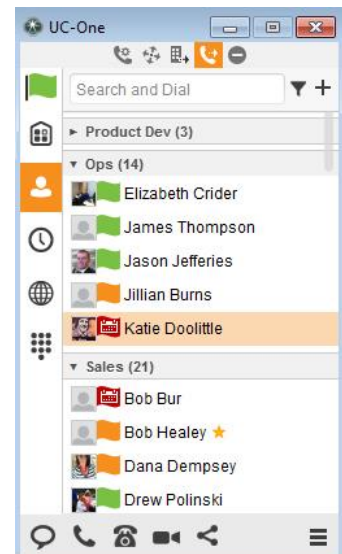 UC-One
Search and Dial
Product Dev (3)
Ops (14)
Elizabeth Crider
James Thompson
Jason Jefferies
Jillian Burns
Katie Doolittle
Sales (21)
Bob Bur
Bob Healey
Dana Dempsey
Drew Polinski